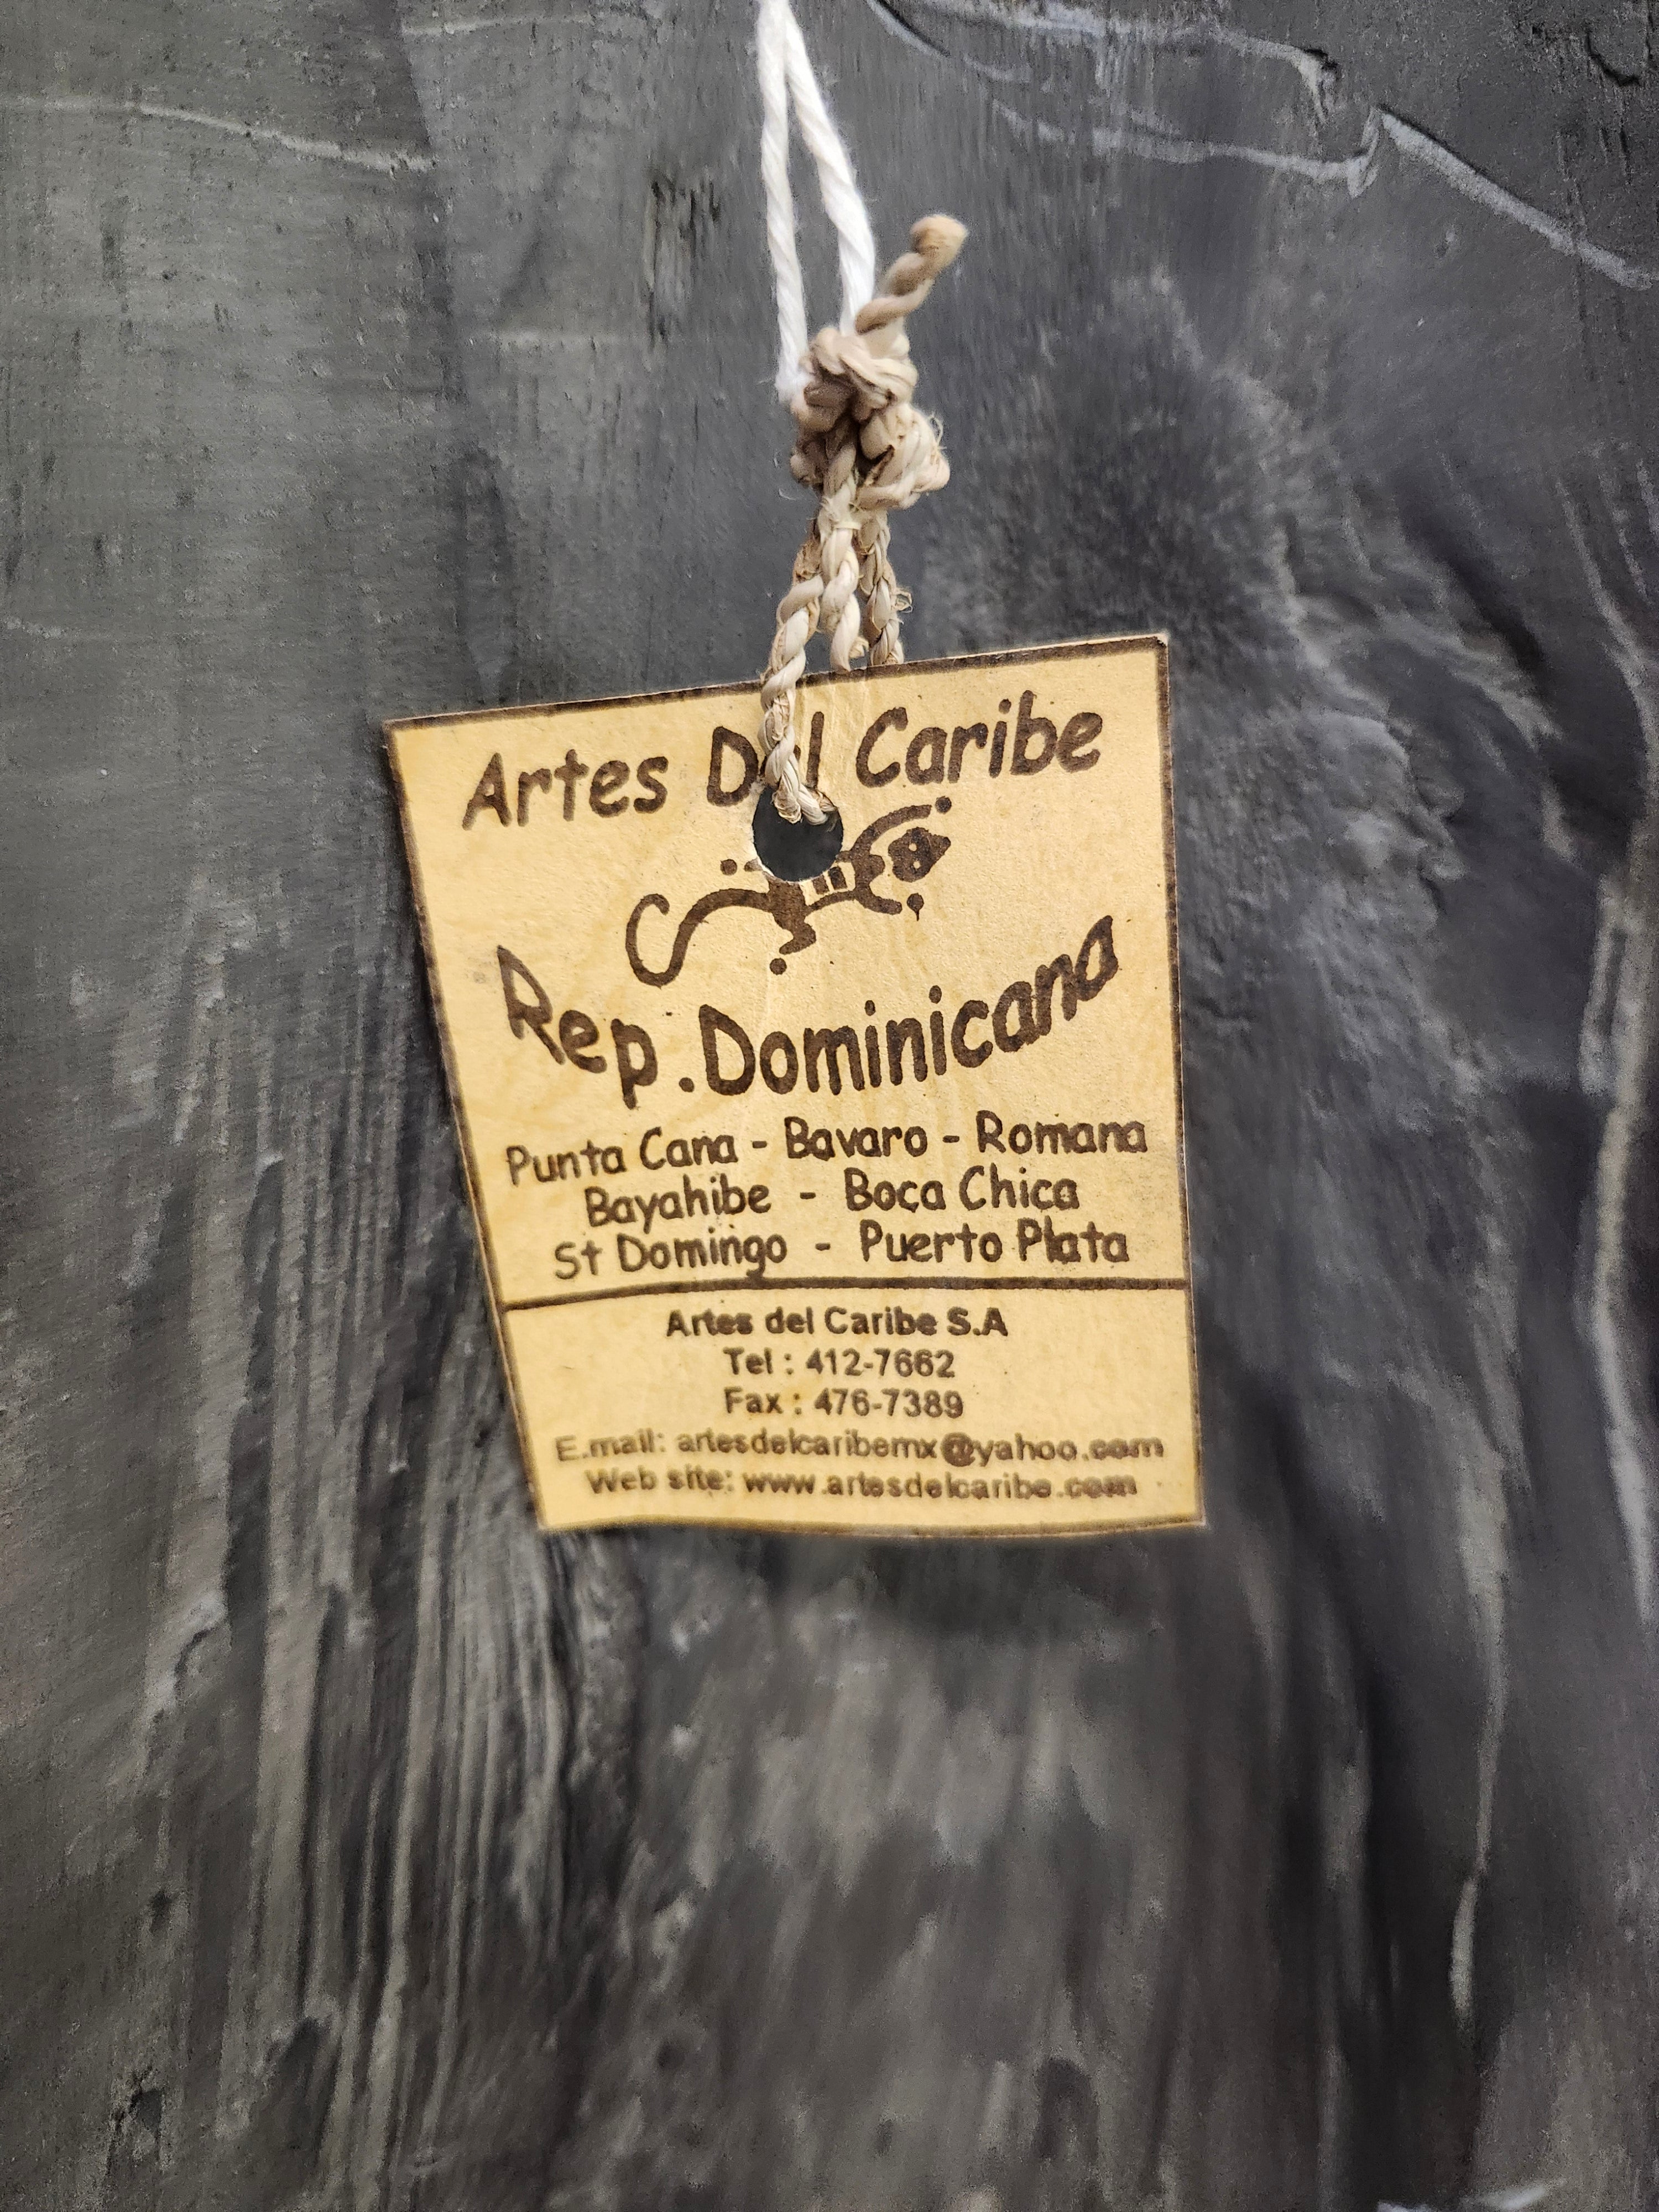 Artes Del Caribe
Rep.Dominicana
Punta Cana - Bavaro - Romana
Bayahibe - Boca Chica
St Domingo - Puerto Plata
Artes del Caribe S.A
Tel : 412-7662
Fax : 476-7389
E.mail: artesdelcaribemx@yahoo.com
Web site: www.artesdelcaribe.com